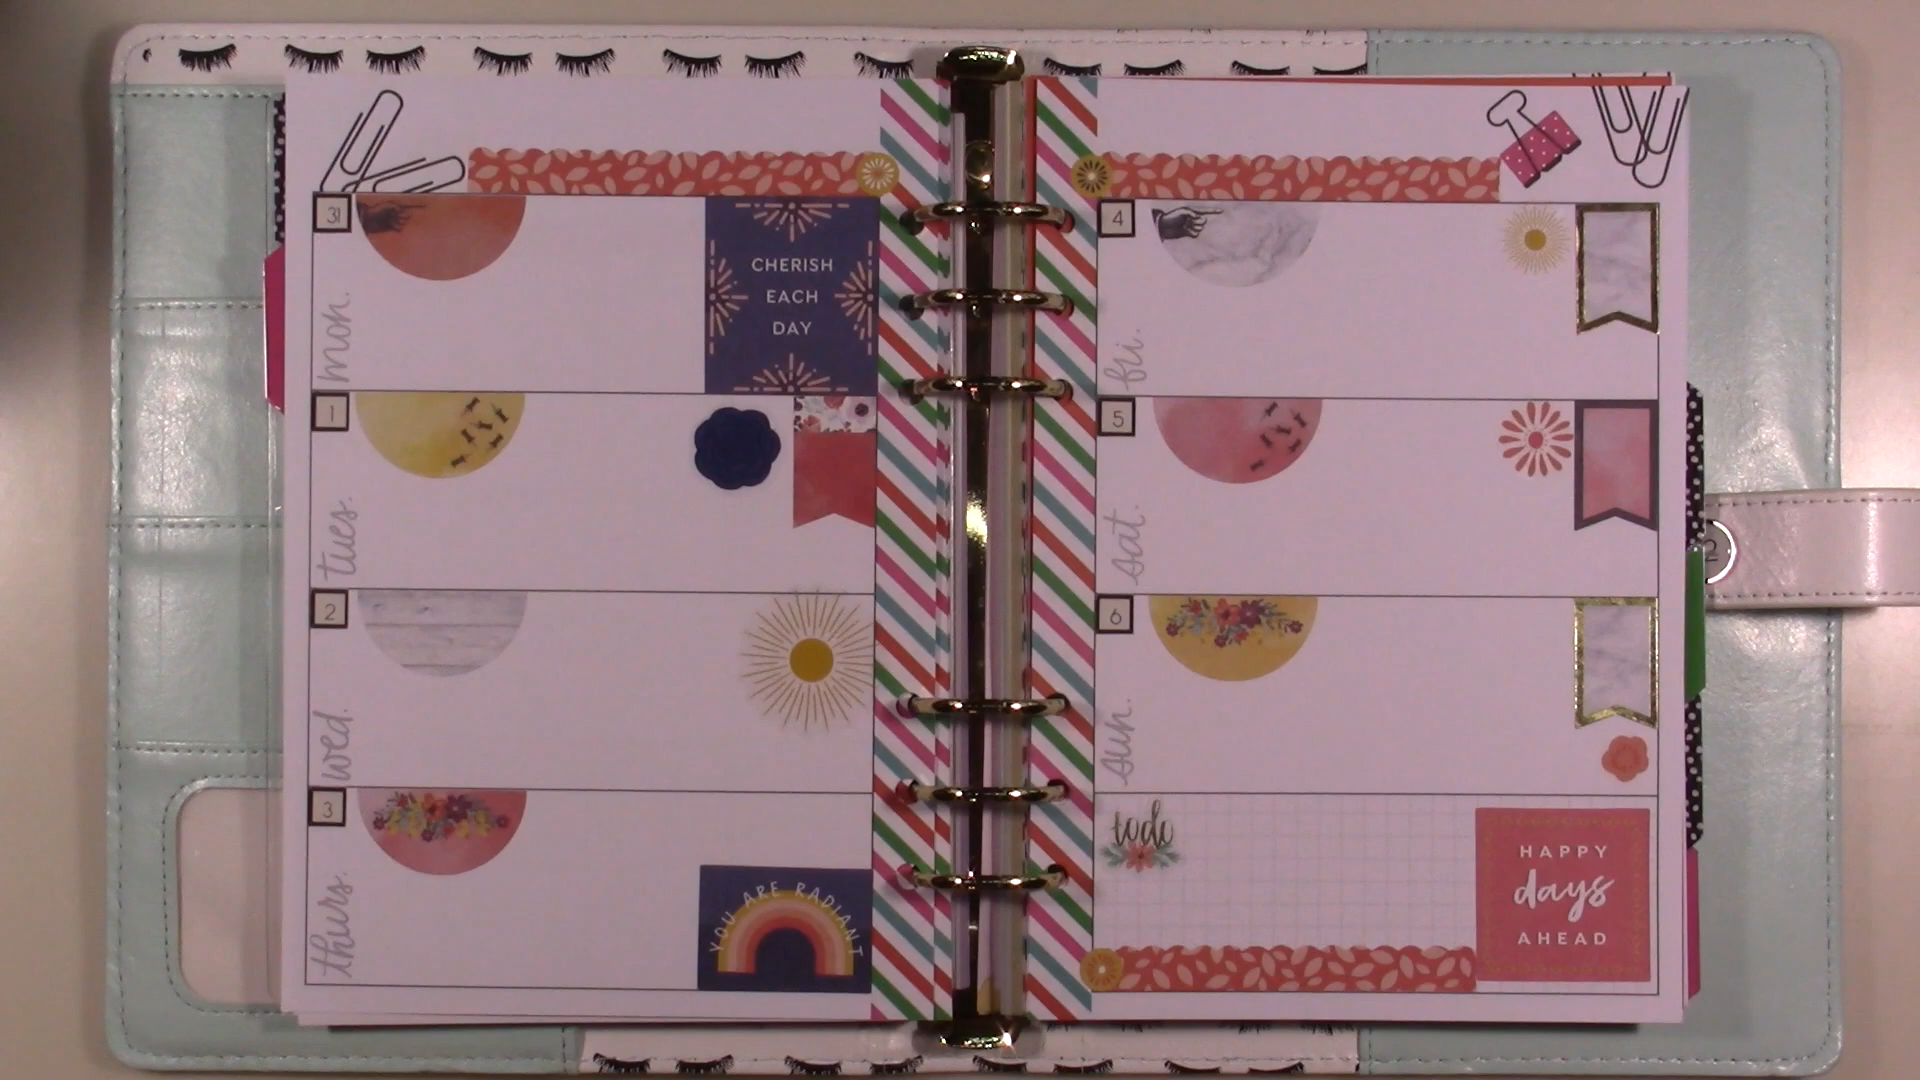 31
CHERISH
EACH
DAY
mon.
1
tues.
2
wed.
3
thurs.
YOU ARE RADIANT
4
fri.
5
sat.
6
sun.
todo
HAPPY
days
AHEAD
2